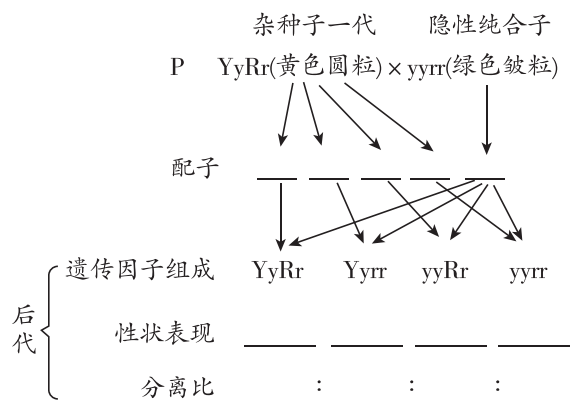 杂种子一代 隐性纯合子
P YyRr(黄色圆粒)×yyrr(绿色皱粒)
配子
遗传因子组成 YyRr Yyrr yyRr yyrr
后代
性状表现
分离比 : : :